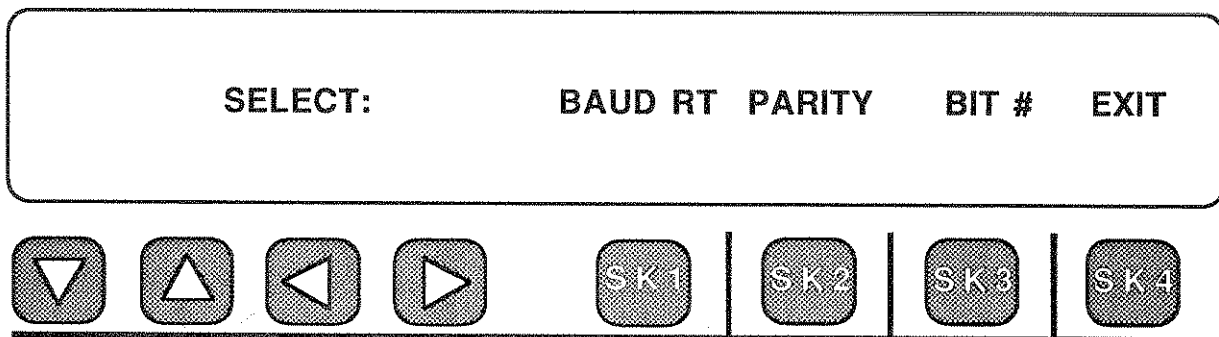 SELECT: BAUD RT PARITY BIT # EXIT
SK1 SK2 SK3 SK4